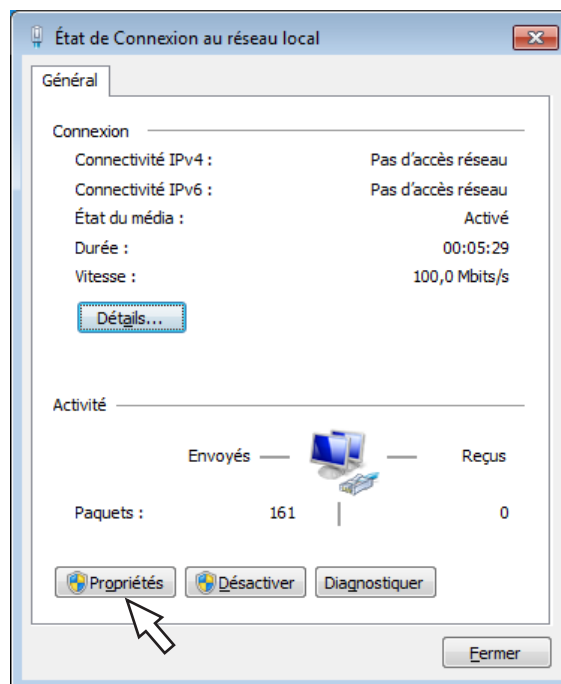 État de Connexion au réseau local
Général
Connexion
Connectivité IPv4 : Pas d'accès réseau
Connectivité IPv6 : Pas d'accès réseau
État du média : Activé
Durée : 00:05:29
Vitesse : 100,0 Mbits/s
Détails...
Activité
Envoyés Reçus
Paquets : 161 0
Propriétés Désactiver Diagnostiquer
Fermer